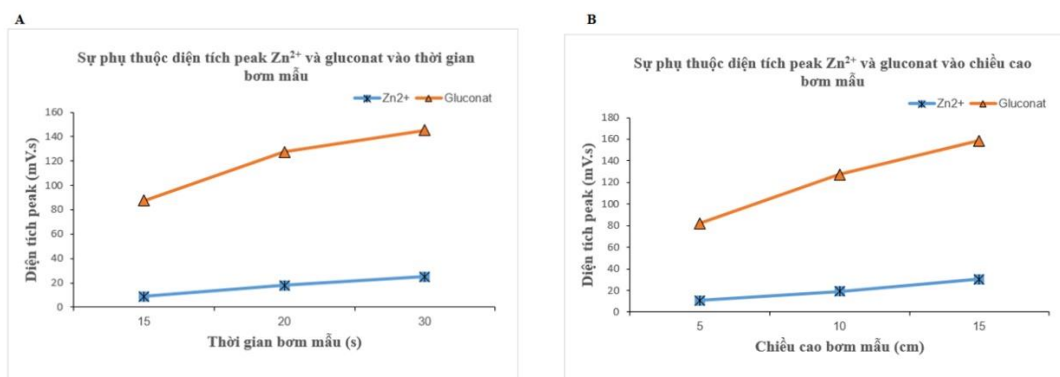 A
Sự phụ thuộc diện tích peak Zn²⁺ và gluconat vào thời gian
bơm mẫu
Zn2+ Gluconat
Diện tích peak (mV.s)
160
140
120
100
80
60
40
20
0
15 20 30
Thời gian bơm mẫu (s)
B
Sự phụ thuộc diện tích peak Zn²⁺ và gluconat vào chiều cao
bơm mẫu
Zn2+ Gluconat
Diện tích peak (mV.s)
180
160
140
120
100
80
60
40
20
0
5 10 15
Chiều cao bơm mẫu (cm)